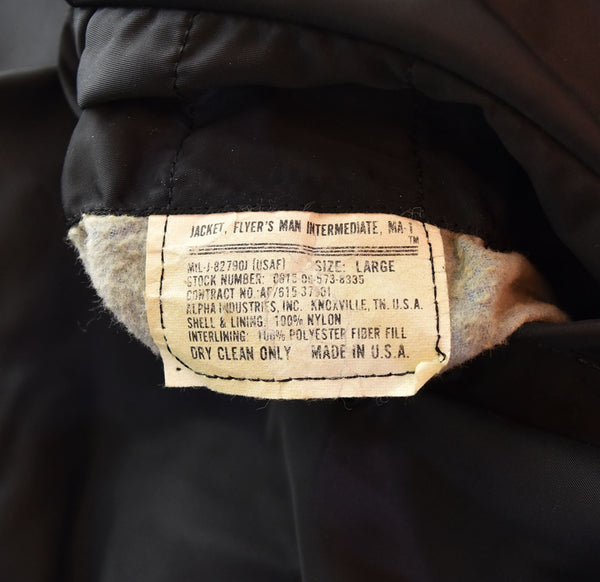 JACKET, FLYER'S MAN INTERMEDIATE, MA-1
TM
MIL-J-82790J (USAF) SIZE: LARGE
STOCK NUMBER: 8335
CONTRACT NO.
ALPHA INDUSTRIES, INC. KNOXVILLE, TN. U.S.A.
SHELL & LINING: 100% NYLON
INTERLINING: 100% POLYESTER FIBER FILL
DRY CLEAN ONLY MADE IN U.S.A.